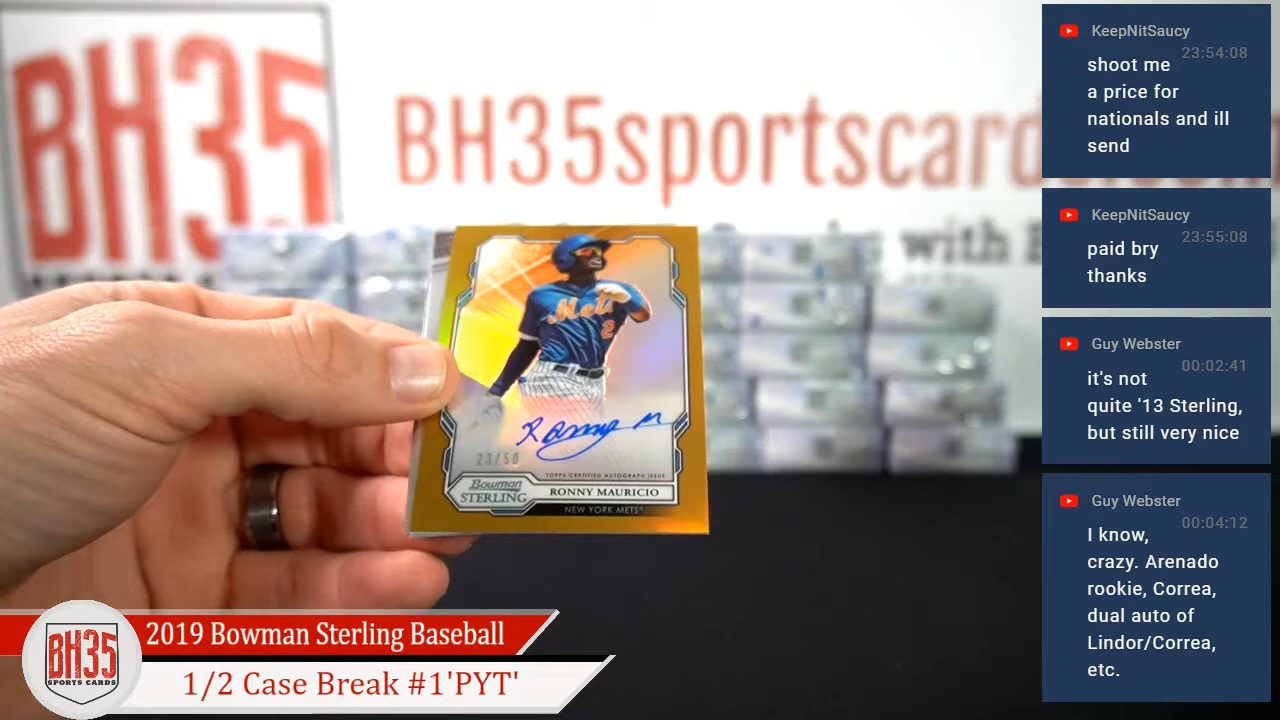 BH35
BH35sportscard
with
Mets
2
Ronny M
23/50
TOPPS CERTIFIED AUTOGRAPH ISSUE
Bowman
STERLING
RONNY MAURICIO
NEW YORK METS
BH35
SPORTS CARDS
2019 Bowman Sterling Baseball
1/2 Case Break #1'PYT'
KeepNitSaucy
23:54:08
shoot me
a price for
nationals and ill
send
KeepNitSaucy
23:55:08
paid bry
thanks
Guy Webster
00:02:41
it's not
quite '13 Sterling,
but still very nice
Guy Webster
00:04:12
I know,
crazy. Arenado
rookie, Correa,
dual auto of
Lindor/Correa,
etc.